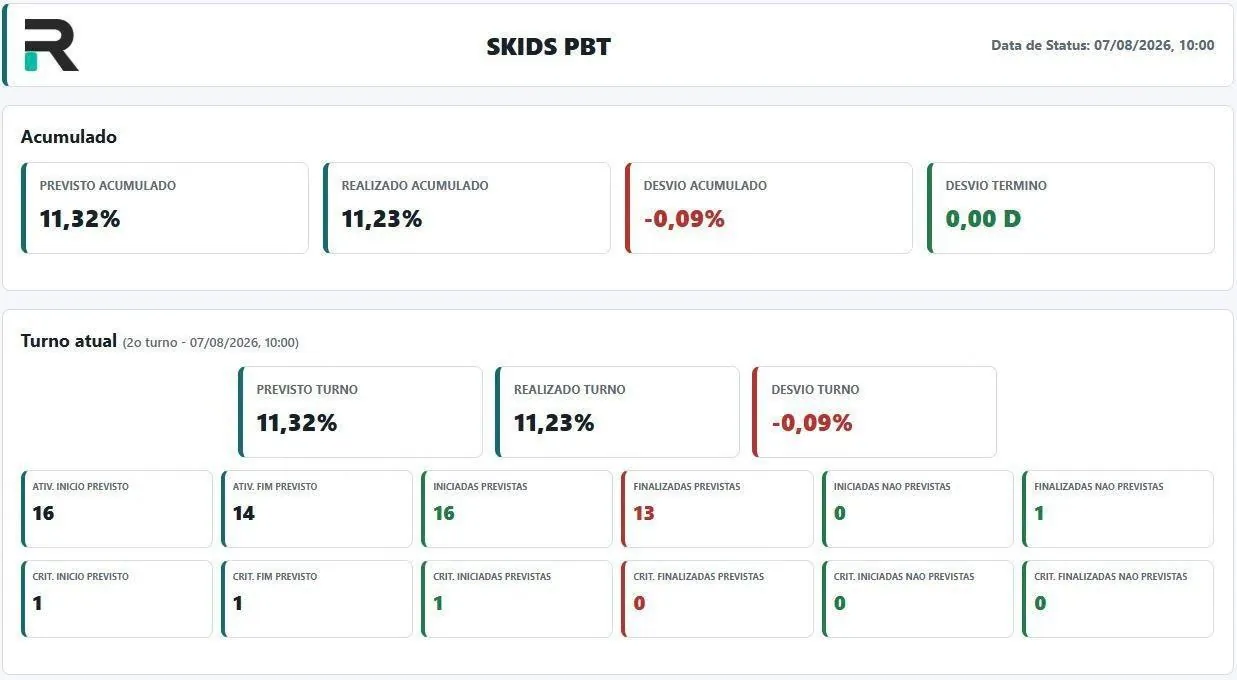 SKIDS PBT
Data de Status: 07/08/2026, 10:00
Acumulado
PREVISTO ACUMULADO
11,32%
REALIZADO ACUMULADO
11,23%
DESVIO ACUMULADO
-0,09%
DESVIO TERMINO
0,00 D
Turno atual (2o turno - 07/08/2026, 10:00)
PREVISTO TURNO
11,32%
REALIZADO TURNO
11,23%
DESVIO TURNO
-0,09%
ATIV. INICIO PREVISTO
16
ATIV. FIM PREVISTO
14
INICIADAS PREVISTAS
16
FINALIZADAS PREVISTAS
13
INICIADAS NAO PREVISTAS
0
FINALIZADAS NAO PREVISTAS
1
CRIT. INICIO PREVISTO
1
CRIT. FIM PREVISTO
1
CRIT. INICIADAS PREVISTAS
1
CRIT. FINALIZADAS PREVISTAS
0
CRIT. INICIADAS NAO PREVISTAS
0
CRIT. FINALIZADAS NAO PREVISTAS
0